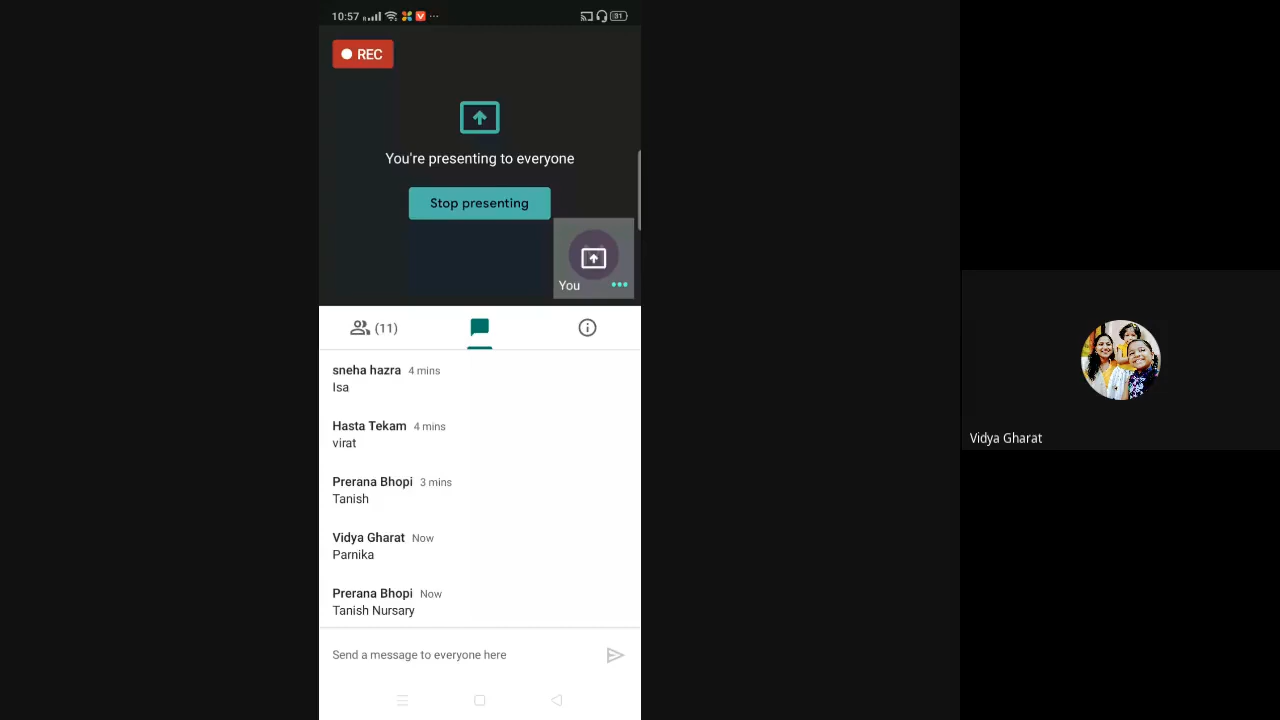 10:57
31
REC
You're presenting to everyone
Stop presenting
You
(11)
sneha hazra 4 mins
Isa
Hasta Tekam 4 mins
virat
Prerana Bhopi 3 mins
Tanish
Vidya Gharat Now
Parnika
Prerana Bhopi Now
Tanish Nursary
Send a message to everyone here
Vidya Gharat